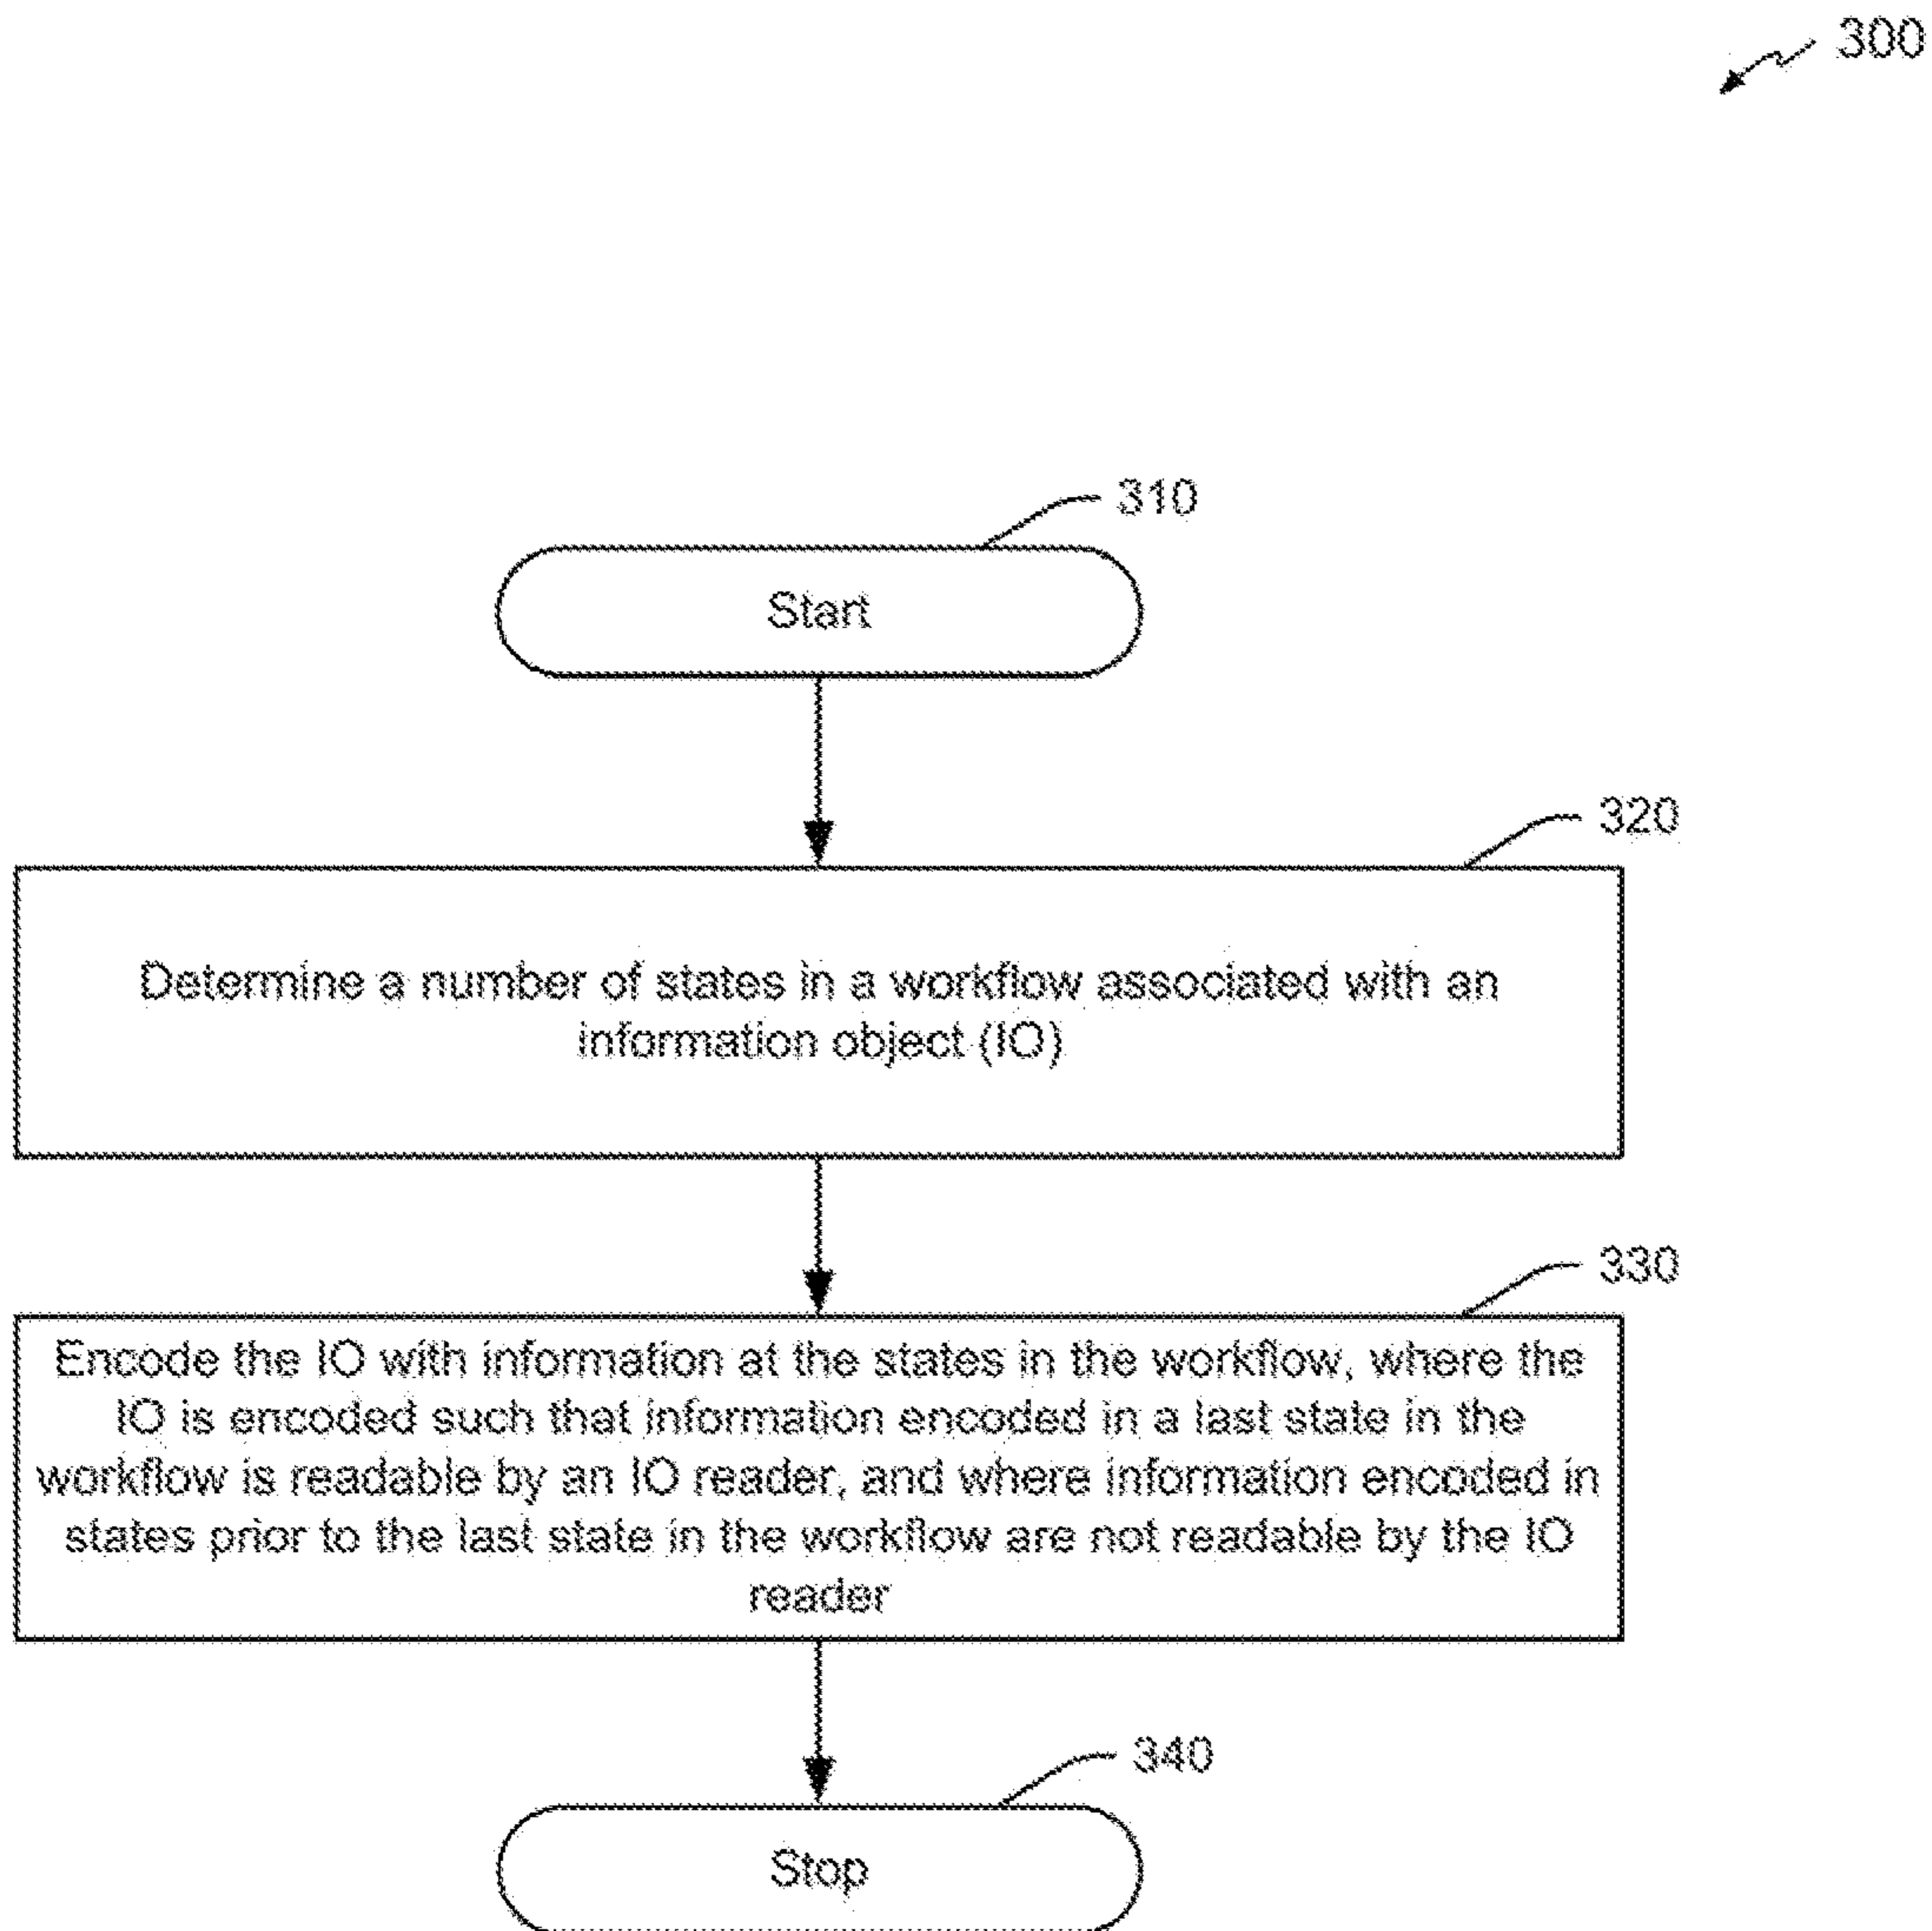 300
310
Start
320
Determine a number of states in a workflow associated with an
information object (IO)
330
Encode the IO with information at the states in the workflow, where the
IO is encoded such that information encoded in a last state in the
workflow is readable by an IO reader, and where information encoded in
states prior to the last state in the workflow are not readable by the IO
reader
340
Stop